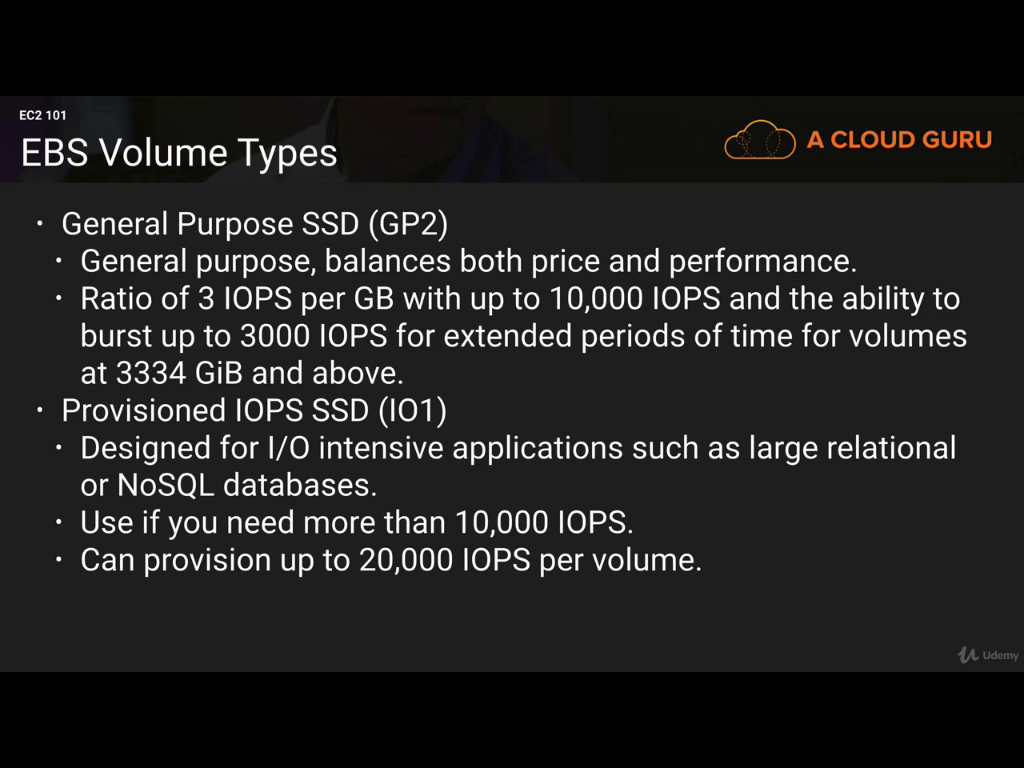 EC2 101
EBS Volume Types
A CLOUD GURU
· General Purpose SSD (GP2)
· General purpose, balances both price and performance.
· Ratio of 3 IOPS per GB with up to 10,000 IOPS and the ability to
burst up to 3000 IOPS for extended periods of time for volumes
at 3334 GiB and above.
· Provisioned IOPS SSD (IO1)
· Designed for I/O intensive applications such as large relational
or NoSQL databases.
· Use if you need more than 10,000 IOPS.
· Can provision up to 20,000 IOPS per volume.
Udemy